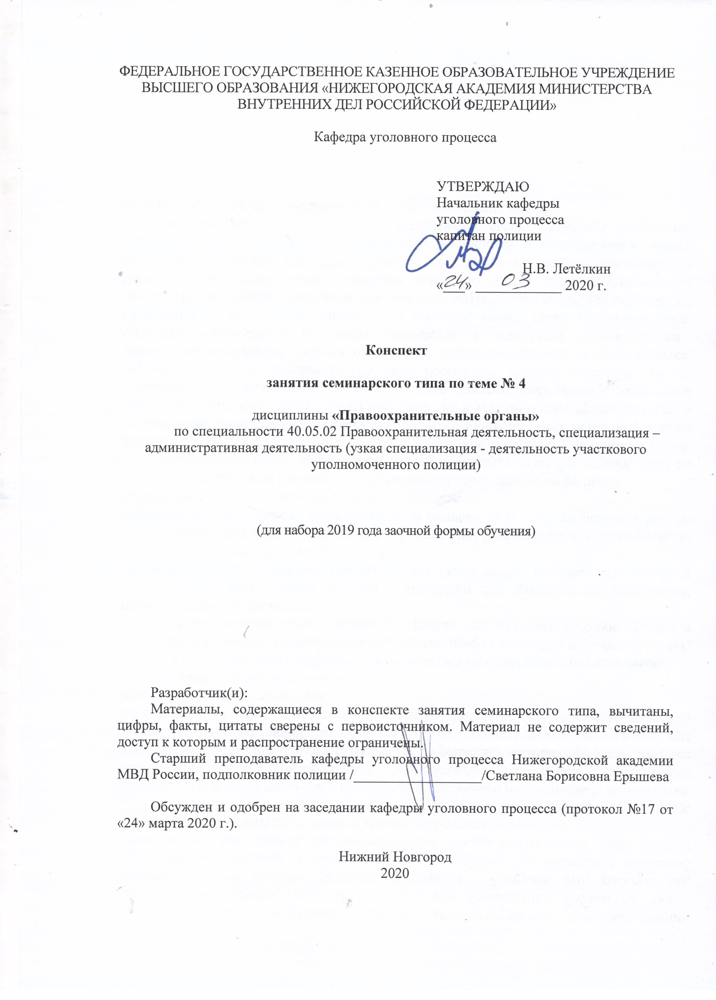 ФЕДЕРАЛЬНОЕ ГОСУДАРСТВЕННОЕ КАЗЕННОЕ ОБРАЗОВАТЕЛЬНОЕ УЧРЕЖДЕНИЕ
ВЫСШЕГО ОБРАЗОВАНИЯ «НИЖЕГОРОДСКАЯ АКАДЕМИЯ МИНИСТЕРСТВА
ВНУТРЕННИХ ДЕЛ РОССИЙСКОЙ ФЕДЕРАЦИИ»
Кафедра уголовного процесса
УТВЕРЖДАЮ
Начальник кафедры
уголовного процесса
капитан полиции
Н.В. Летёлкин
«24» 03 2020 г.
Конспект
занятия семинарского типа по теме № 4
дисциплины «Правоохранительные органы»
по специальности 40.05.02 Правоохранительная деятельность, специализация –
административная деятельность (узкая специализация - деятельность участкового
уполномоченного полиции)
(для набора 2019 года заочной формы обучения)
Разработчик(и):
Материалы, содержащиеся в конспекте занятия семинарского типа, вычитаны,
цифры, факты, цитаты сверены с первоисточником. Материал не содержит сведений,
доступ к которым и распространение ограничены.
Старший преподаватель кафедры уголовного процесса Нижегородской академии
МВД России, подполковник полиции /__________________/Светлана Борисовна Ерышева
Обсужден и одобрен на заседании кафедры уголовного процесса (протокол №17 от
«24» марта 2020 г.).
Нижний Новгород
2020